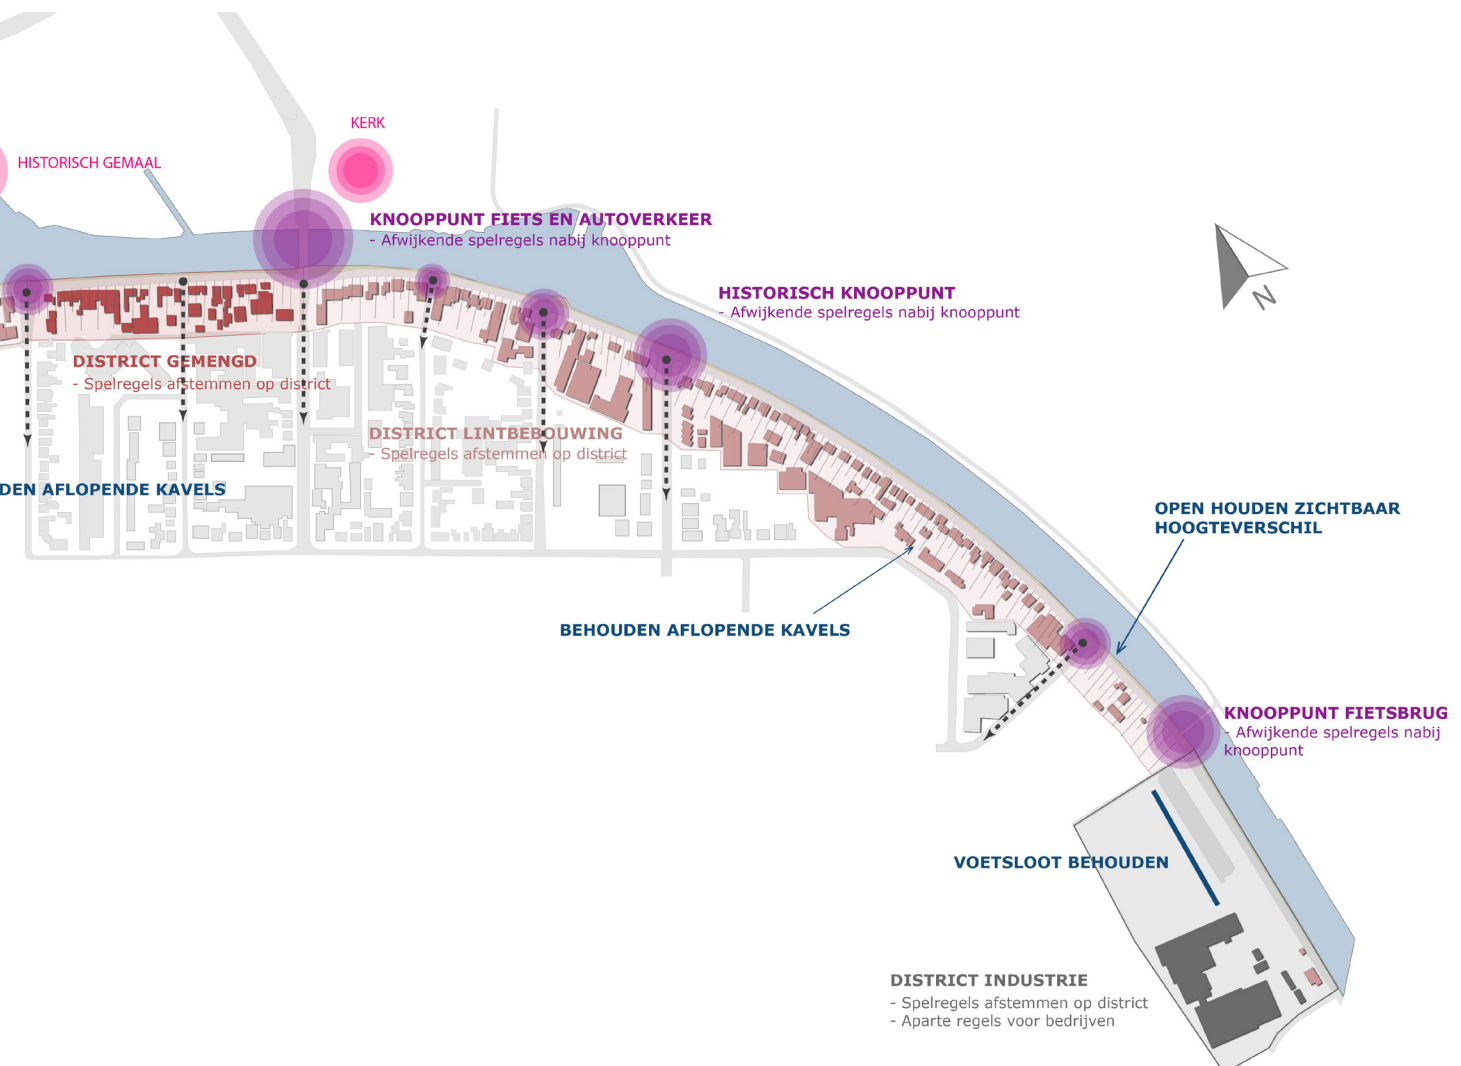 KERK
HISTORISCH GEMAAL
KNOOPPUNT FIETS EN AUTOVERKEER
- Afwijkende spelregels nabij knooppunt
HISTORISCH KNOOPPUNT
- Afwijkende spelregels nabij knooppunt
N
DISTRICT GEMENGD
- Spelregels afstemmen op district
DISTRICT LINTBEBOUWING
- Spelregels afstemmen op district
DEN AFLOPENDE KAVELS
OPEN HOUDEN ZICHTBAAR
HOOGTEVERSCHIL
BEHOUDEN AFLOPENDE KAVELS
KNOOPPUNT FIETSBRUG
- Afwijkende spelregels nabij
knooppunt
VOETSLOOT BEHOUDEN
DISTRICT INDUSTRIE
- Spelregels afstemmen op district
- Aparte regels voor bedrijven